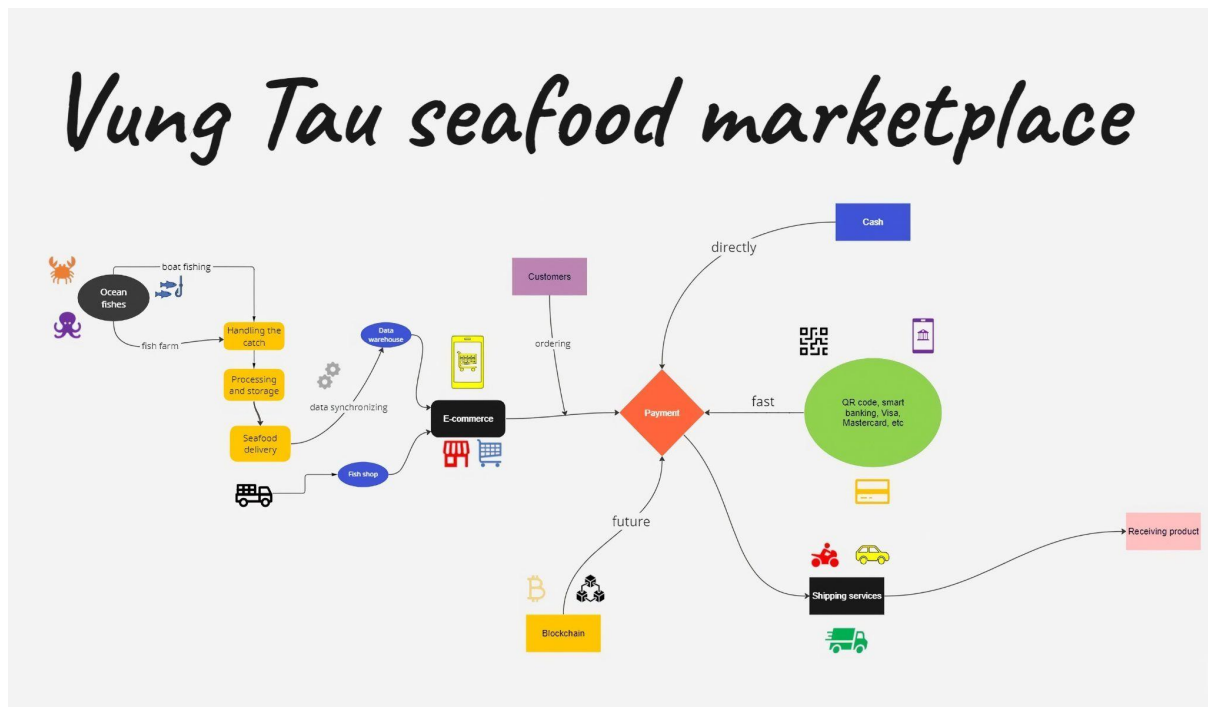 Vung Tau seafood marketplace
Cash
directly
boat fishing
Customers
Ocean
fishes
Handling the
catch
Data
warehouse
fish farm
ordering
Processing
and storage
data synchronizing
QR code, smart
banking, Visa,
Mastercard, etc
fast
Payment
E-commerce
Seafood
delivery
Fish shop
future
Receiving product
Shipping services
Blockchain